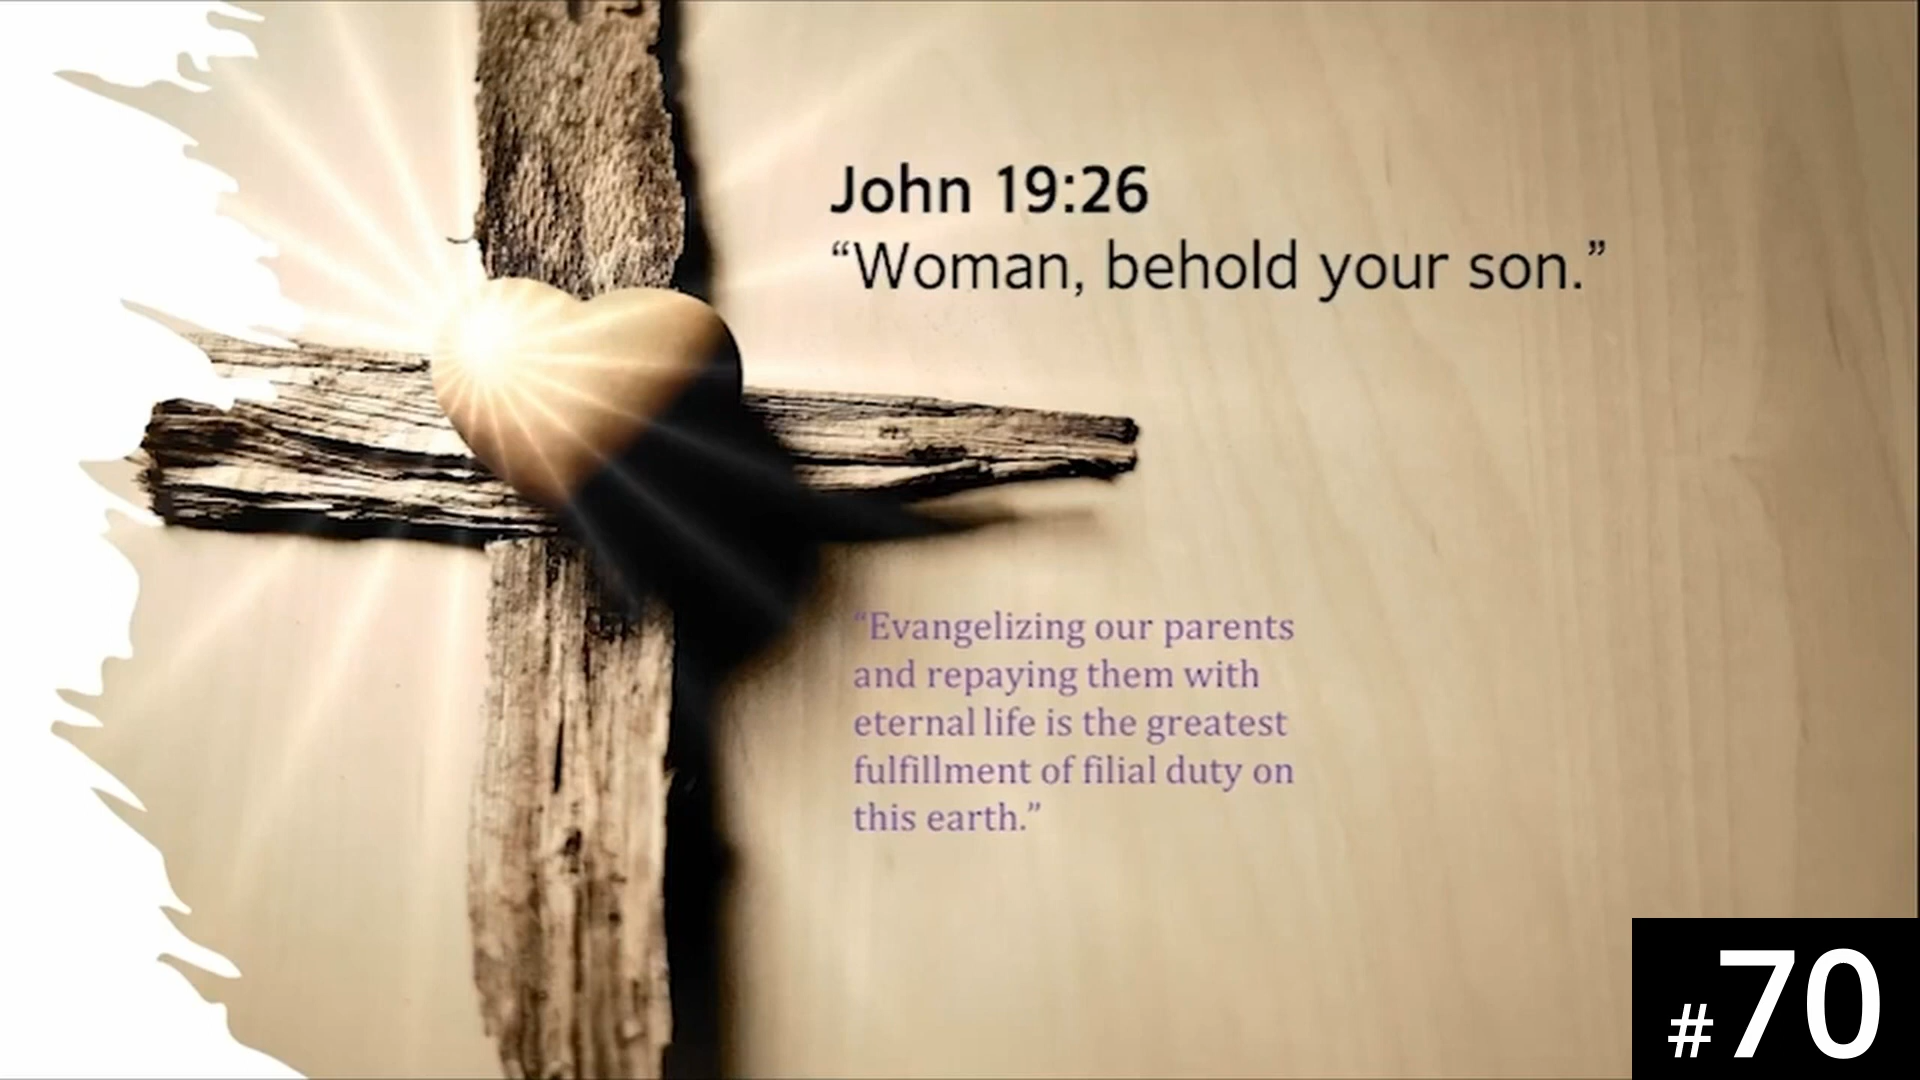 John 19:26
“Woman, behold your son.”
“Evangelizing our parents
and repaying them with
eternal life is the greatest
fulfillment of filial duty on
this earth.”
#70